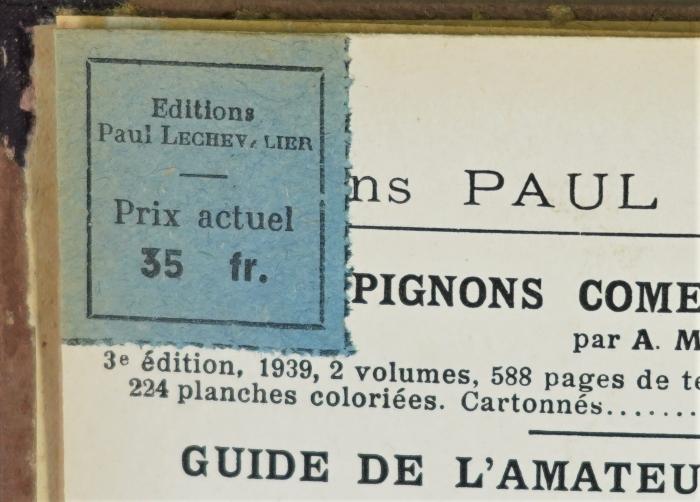 Editions
Paul LECHEVALIER
Prix actuel
35 fr.
ns PAUL
PIGNONS COME
par A. M
3e édition, 1939, 2 volumes, 588 pages de te
224 planches coloriées. Cartonnés.......
GUIDE DE L'AMATEU